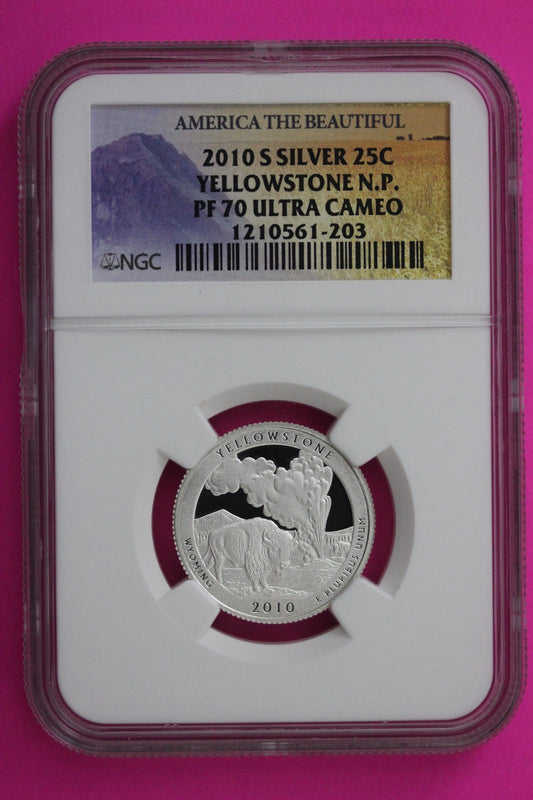 AMERICA THE BEAUTIFUL
2010 S SILVER 25C
YELLOWSTONE N.P.
PF 70 ULTRA CAMEO
1210561-203
NGC
YELLOWSTONE
WYOMING
E PLURIBUS UNUM
2010